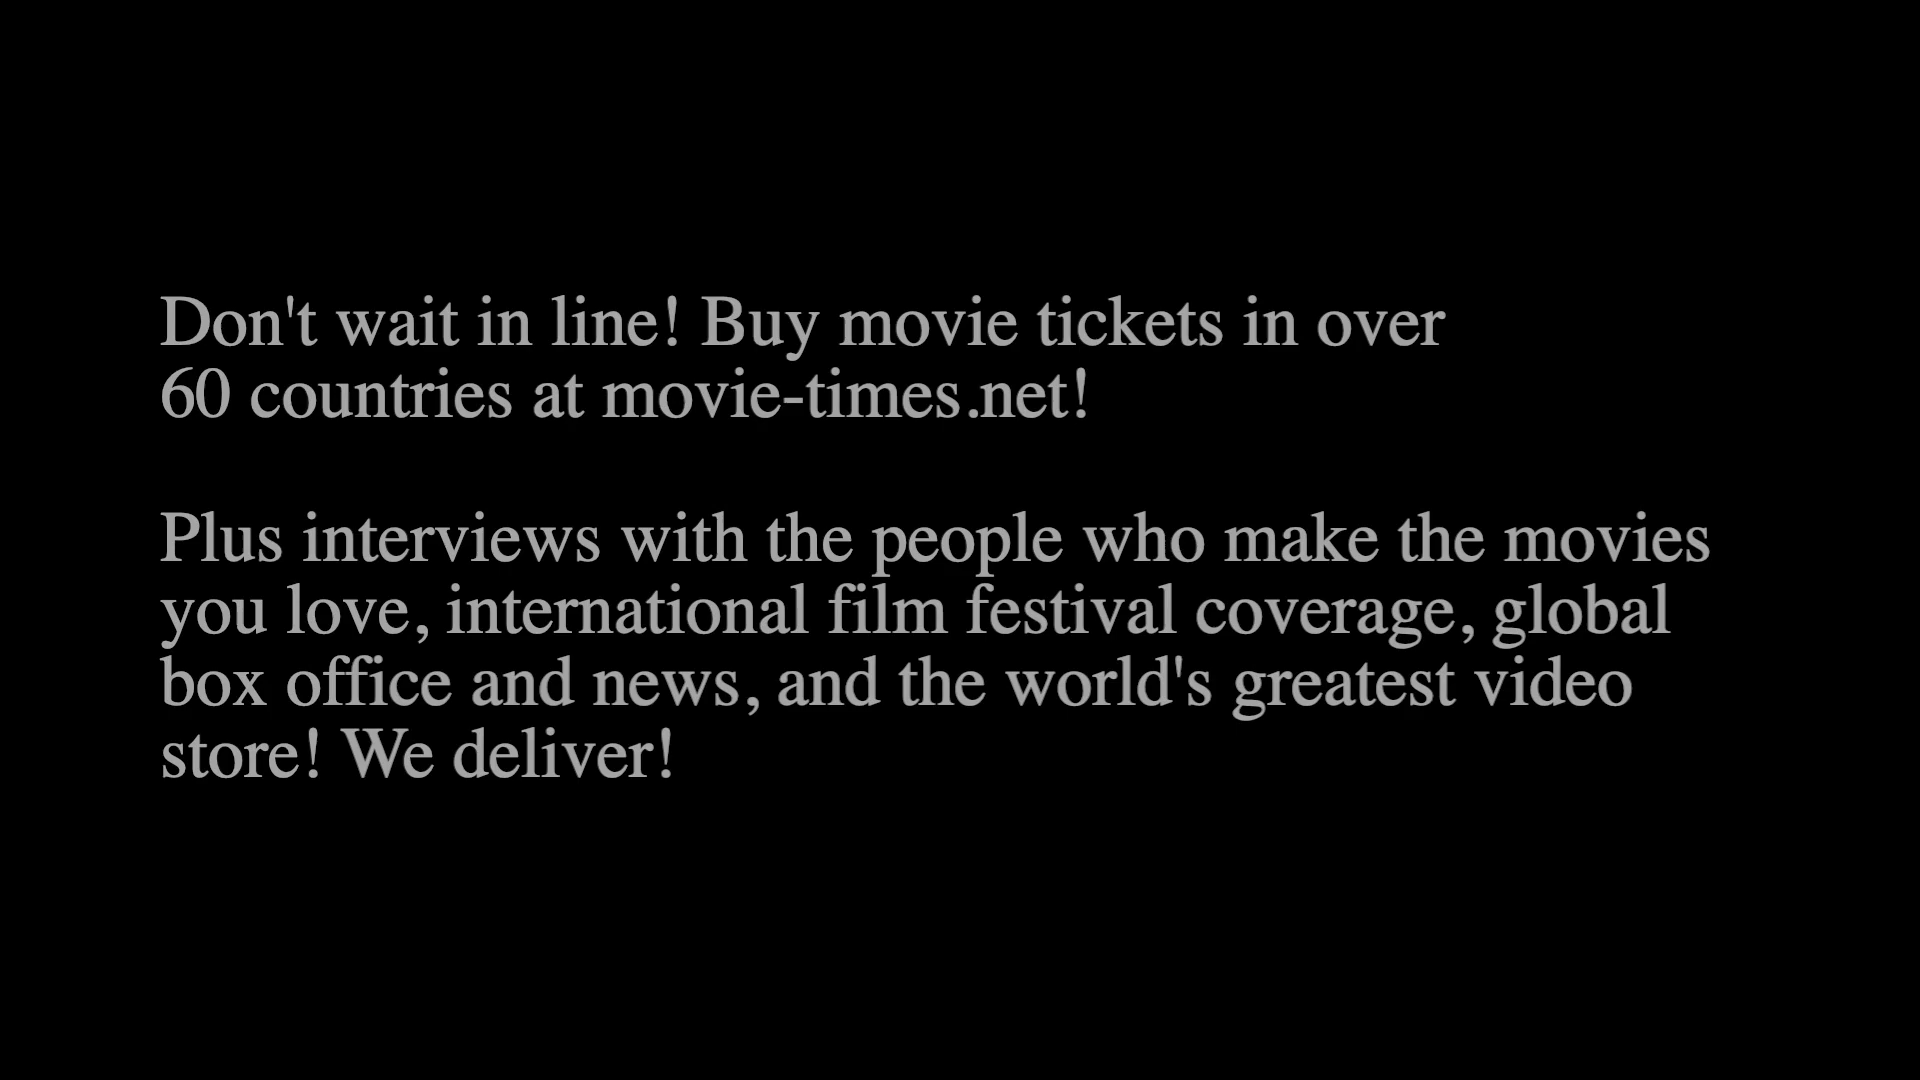 Don't wait in line! Buy movie tickets in over
60 countries at movie-times.net!
Plus interviews with the people who make the movies
you love, international film festival coverage, global
box office and news, and the world's greatest video
store! We deliver!